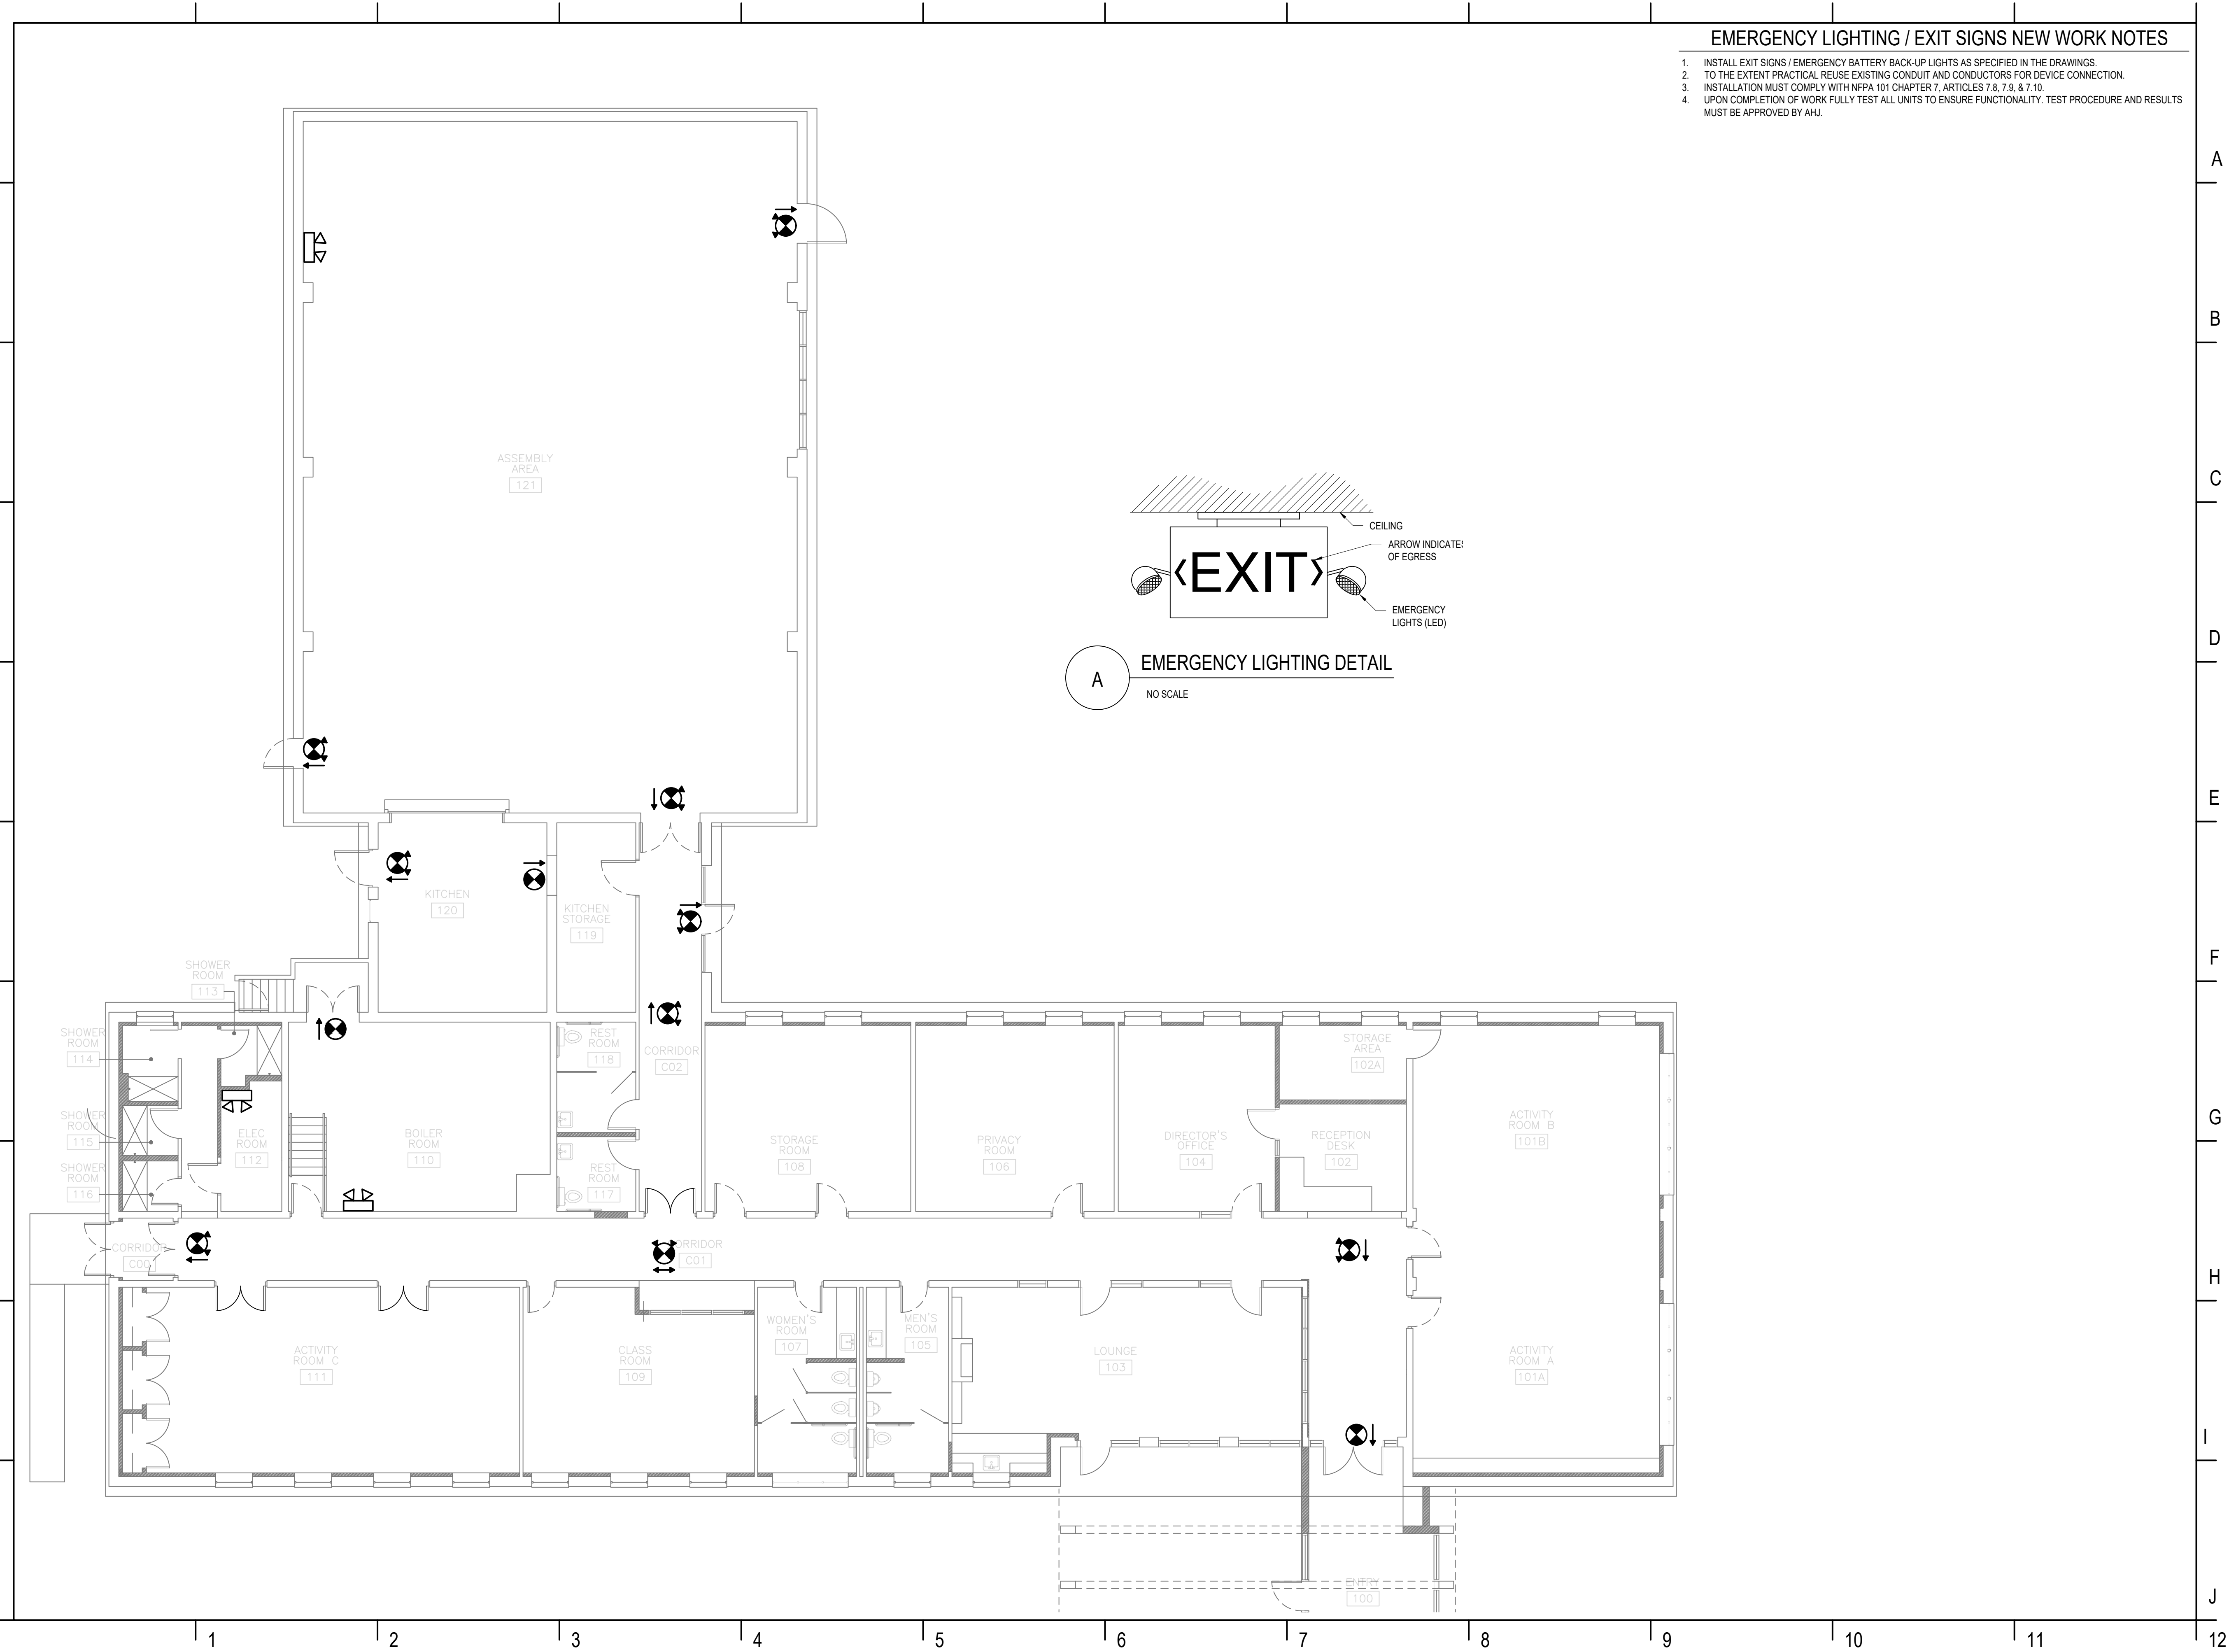 EMERGENCY LIGHTING / EXIT SIGNS NEW WORK NOTES
1. INSTALL EXIT SIGNS / EMERGENCY BATTERY BACK-UP LIGHTS AS SPECIFIED IN THE DRAWINGS.
2. TO THE EXTENT PRACTICAL REUSE EXISTING CONDUIT AND CONDUCTORS FOR DEVICE CONNECTION.
3. INSTALLATION MUST COMPLY WITH NFPA 101 CHAPTER 7, ARTICLES 7.8, 7.9, & 7.10.
4. UPON COMPLETION OF WORK FULLY TEST ALL UNITS TO ENSURE FUNCTIONALITY. TEST PROCEDURE AND RESULTS
MUST BE APPROVED BY AHJ.
A
B
C
D
E
F
G
H
I
J
ASSEMBLY
AREA
121
CEILING
ARROW INDICATES
OF EGRESS
‹EXIT›
EMERGENCY
LIGHTS (LED)
A
EMERGENCY LIGHTING DETAIL
NO SCALE
KITCHEN
120
KITCHEN
STORAGE
119
SHOWER
ROOM
113
SHOWER
ROOM
114
SHOWER
ROOM
115
SHOWER
ROOM
116
ELEC
ROOM
112
BOILER
ROOM
110
REST
ROOM
118
REST
ROOM
117
CORRIDOR
C02
STORAGE
ROOM
108
PRIVACY
ROOM
106
DIRECTOR'S
OFFICE
104
STORAGE
AREA
102A
RECEPTION
DESK
102
ACTIVITY
ROOM B
101B
CORRIDOR
C00
CORRIDOR
C01
ACTIVITY
ROOM C
111
CLASS
ROOM
109
WOMEN'S
ROOM
107
MEN'S
ROOM
105
LOUNGE
103
ACTIVITY
ROOM A
101A
ENTRY
100
1 2 3 4 5 6 7 8 9 10 11 12